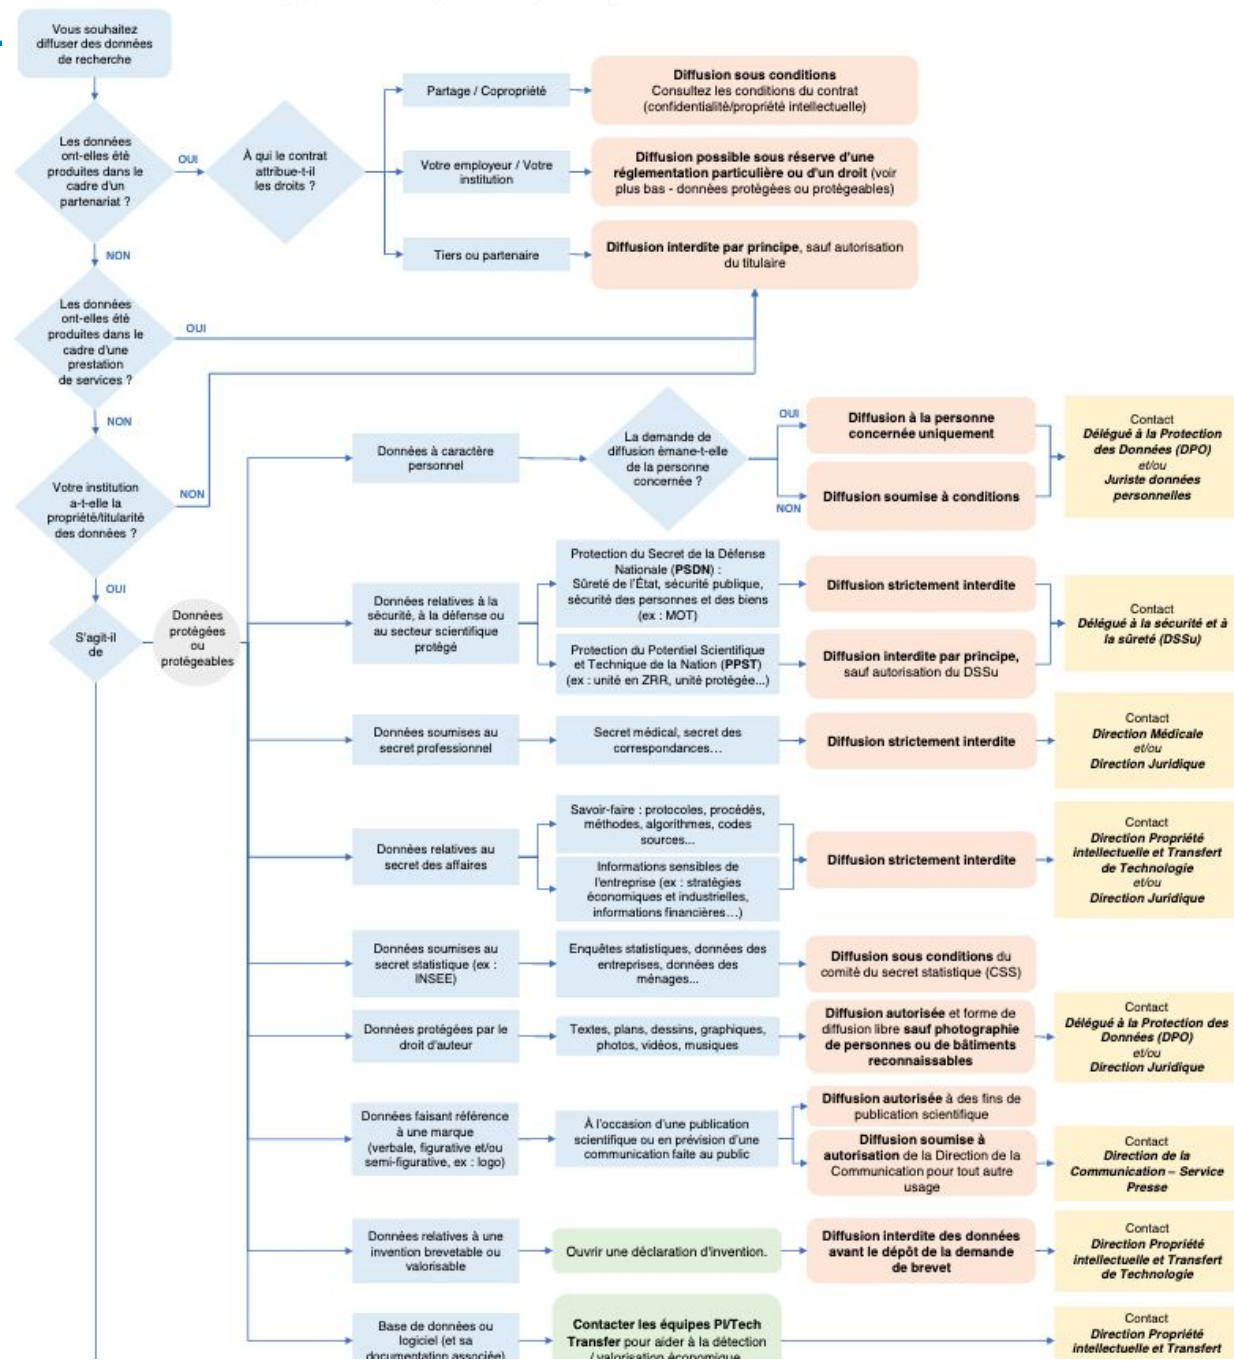 Vous souhaitez
diffuser des données
de recherche
Les données
ont-elles été
produites dans le
cadre d'un
partenariat ?
OUI
À qui le contrat
attribue-t-il
les droits ?
Partage / Copropriété
Diffusion sous conditions
Consultez les conditions du contrat
(confidentialité/propriété intellectuelle)
Votre employeur / Votre
institution
Diffusion possible sous réserve d'une
réglementation particulière ou d'un droit (voir
plus bas - données protégées ou protégeables)
Tiers ou partenaire
Diffusion interdite par principe, sauf autorisation
du titulaire
NON
Les données
ont-elles été
produites dans le
cadre d'une
prestation
de services ?
OUI
NON
Votre institution
a-t-elle la
propriété/titularité
des données ?
NON
OUI
S'agit-il
de
Données
protégées
ou
protégeables
Données à caractère
personnel
La demande de
diffusion émane-t-elle
de la personne
concernée ?
OUI
Diffusion à la personne
concernée uniquement
NON
Diffusion soumise à conditions
Contact
Délégué à la Protection
des Données (DPO)
et/ou
Juriste données
personnelles
Données relatives à la
sécurité, à la défense ou
au secteur scientifique
protégé
Protection du Secret de la Défense
Nationale (PSDN) :
Sûreté de l'État, sécurité publique,
sécurité des personnes et des biens
(ex : MOT)
Diffusion strictement interdite
Protection du Potentiel Scientifique
et Technique de la Nation (PPST)
(ex : unité en ZRR, unité protégée...)
Diffusion interdite par principe,
sauf autorisation du DSSu
Contact
Délégué à la sécurité et à
la sûreté (DSSu)
Données soumises au
secret professionnel
Secret médical, secret des
correspondances…
Diffusion strictement interdite
Contact
Direction Médicale
et/ou
Direction Juridique
Données relatives au
secret des affaires
Savoir-faire : protocoles, procédés,
méthodes, algorithmes, codes
sources...
Informations sensibles de
l'entreprise (ex : stratégies
économiques et industrielles,
informations financières…)
Diffusion strictement interdite
Contact
Direction Propriété
intellectuelle et Transfert
de Technologie
et/ou
Direction Juridique
Données soumises au
secret statistique (ex :
INSEE)
Enquêtes statistiques, données des
entreprises, données des
ménages...
Diffusion sous conditions du
comité du secret statistique (CSS)
Données protégées par le
droit d'auteur
Textes, plans, dessins, graphiques,
photos, vidéos, musiques
Diffusion autorisée et forme de
diffusion libre sauf photographie
de personnes ou de bâtiments
reconnaissables
Contact
Délégué à la Protection des
Données (DPO)
et/ou
Direction Juridique
Données faisant référence
à une marque
(verbale, figurative et/ou
semi-figurative, ex : logo)
À l'occasion d'une publication
scientifique ou en prévision d'une
communication faite au public
Diffusion autorisée à des fins de
publication scientifique
Diffusion soumise à
autorisation de la Direction de la
Communication pour tout autre
usage
Contact
Direction de la
Communication – Service
Presse
Données relatives à une
invention brevetable ou
valorisable
Ouvrir une déclaration d'invention.
Diffusion interdite des données
avant le dépôt de la demande
de brevet
Contact
Direction Propriété
intellectuelle et Transfert
de Technologie
Base de données ou
logiciel (et sa
documentation associée)
Contacter les équipes PI/Tech
Transfer pour aider à la détection
/ valorisation économique
Contact
Direction Propriété
intellectuelle et Transfert